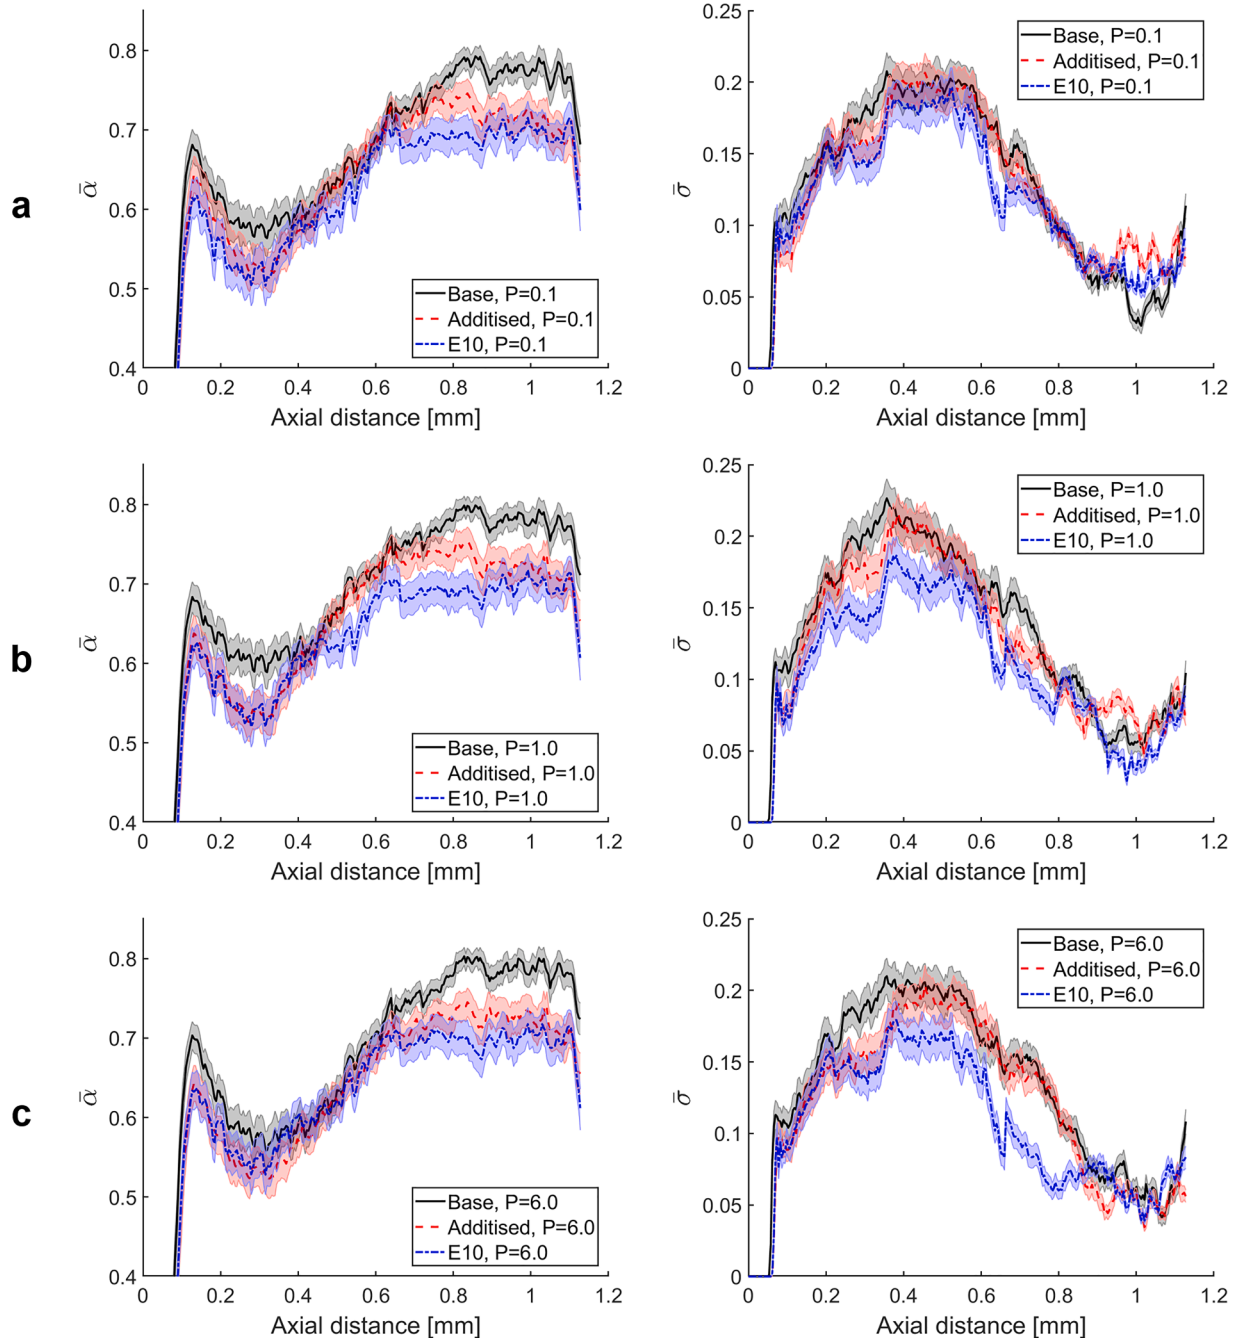 a
0.8
0.7
0.6
0.5
0.4
ᾱ
0 0.2 0.4 0.6 0.8 1 1.2
Axial distance [mm]
Base, P=0.1
Additised, P=0.1
E10, P=0.1
0.25
0.2
0.15
0.1
0.05
0
σ̄
0 0.2 0.4 0.6 0.8 1 1.2
Axial distance [mm]
Base, P=0.1
Additised, P=0.1
E10, P=0.1
b
0.8
0.7
0.6
0.5
0.4
ᾱ
0 0.2 0.4 0.6 0.8 1 1.2
Axial distance [mm]
Base, P=1.0
Additised, P=1.0
E10, P=1.0
0.25
0.2
0.15
0.1
0.05
0
σ̄
0 0.2 0.4 0.6 0.8 1 1.2
Axial distance [mm]
Base, P=1.0
Additised, P=1.0
E10, P=1.0
c
0.8
0.7
0.6
0.5
0.4
ᾱ
0 0.2 0.4 0.6 0.8 1 1.2
Axial distance [mm]
Base, P=6.0
Additised, P=6.0
E10, P=6.0
0.25
0.2
0.15
0.1
0.05
0
σ̄
0 0.2 0.4 0.6 0.8 1 1.2
Axial distance [mm]
Base, P=6.0
Additised, P=6.0
E10, P=6.0